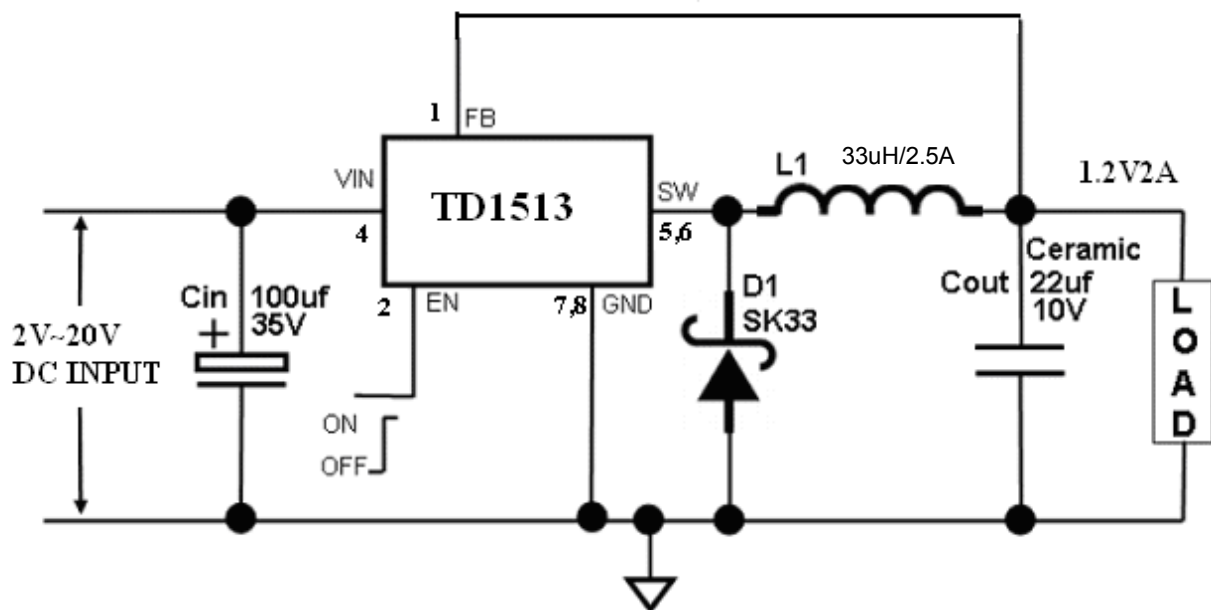 1
FB
VIN
TD1513
SW
4
5,6
2
EN
7,8
GND
L1
33uH/2.5A
1.2V2A
Cin
100uf
+
35V
2V~20V
DC INPUT
ON
OFF
D1
SK33
Ceramic
Cout
22uf
10V
L
O
A
D